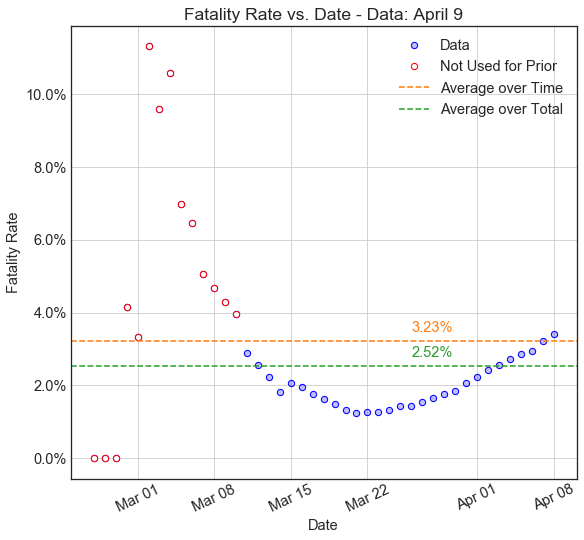 Fatality Rate vs. Date - Data: April 9
Data
Not Used for Prior
Average over Time
Average over Total
10.0%
8.0%
6.0%
4.0%
2.0%
0.0%
Fatality Rate
3.23%
2.52%
Mar 01
Mar 08
Mar 15
Mar 22
Apr 01
Apr 08
Date